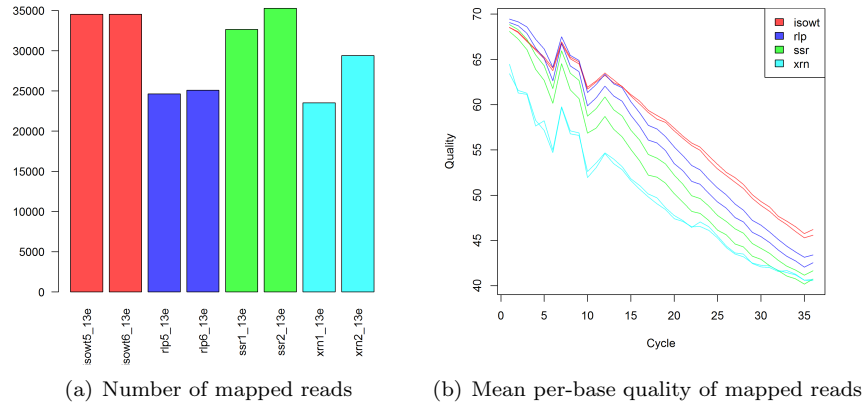 35000
30000
25000
20000
15000
10000
5000
0
isowt5_13e
isowt6_13e
rlp5_13e
rlp6_13e
ssr1_13e
ssr2_13e
xrn1_13e
xrn2_13e
(a) Number of mapped reads
70
65
60
55
50
45
40
Quality
isowt
rlp
ssr
xrn
0 5 10 15 20 25 30 35
Cycle
(b) Mean per-base quality of mapped reads